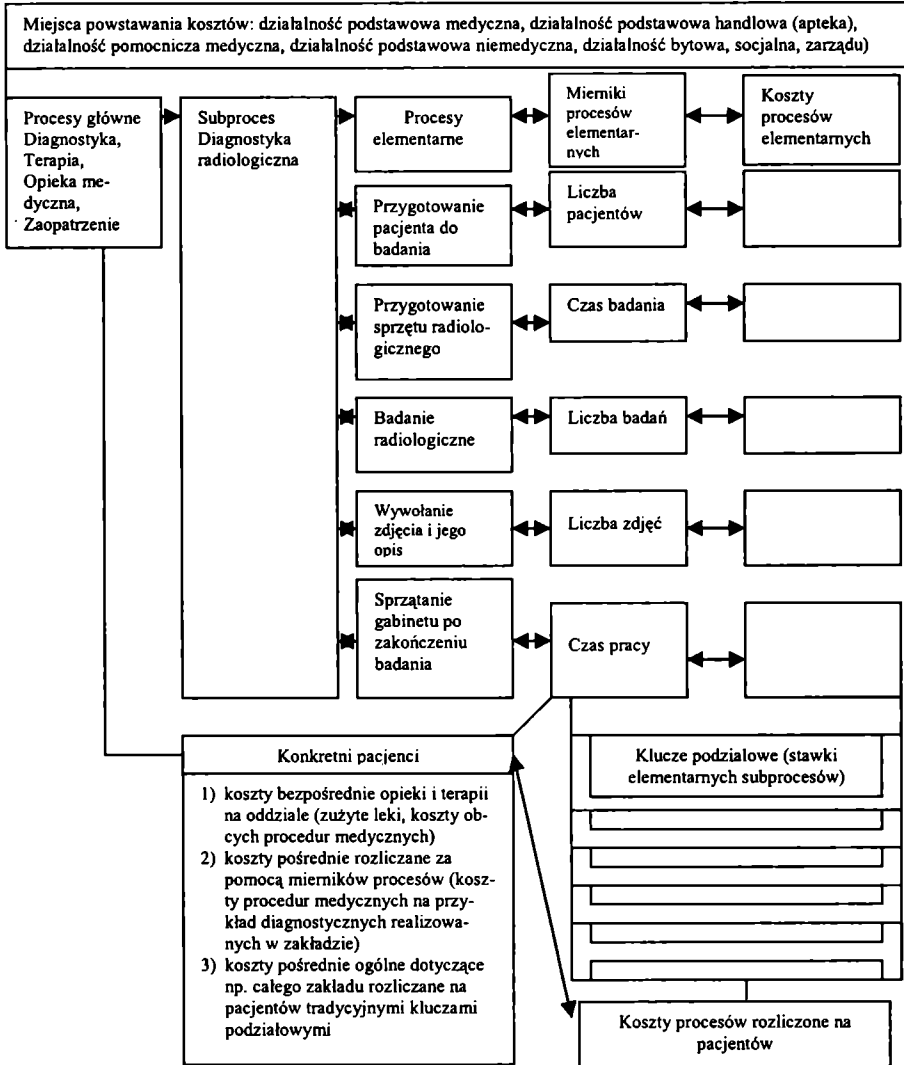 Miejsca powstawania kosztów: działalność podstawowa medyczna, działalność podstawowa handlowa (apteka),
działalność pomocnicza medyczna, działalność podstawowa niemedyczna, działalność bytowa, socjalna, zarządu)
Procesy główne
Diagnostyka,
Terapia,
Opieka me-
dyczna,
Zaopatrzenie
Subproces
Diagnostyka
radiologiczna
Procesy
elementarne
Mierniki
procesów
elementar-
nych
Koszty
procesów
elementarnych
Przygotowanie
pacjenta do
badania
Liczba
pacjentów
Przygotowanie
sprzętu radiolo-
gicznego
Czas badania
Badanie
radiologiczne
Liczba badań
Wywołanie
zdjęcia i jego
opis
Liczba zdjęć
Sprzątanie
gabinetu po
zakończeniu
badania
Czas pracy
Konkretni pacjenci
1) koszty bezpośrednie opieki i terapii
na oddziale (zużyte leki, koszty ob-
cych procedur medycznych)
2) koszty pośrednie rozliczane za
pomocą mierników procesów (kosz-
ty procedur medycznych na przy-
kład diagnostycznych realizowa-
nych w zakładzie)
3) koszty pośrednie ogólne dotyczące
np. całego zakładu rozliczane na
pacjentów tradycyjnymi kluczami
podziałowymi
Klucze podziałowe (stawki
elementarnych subprocesów)
Koszty procesów rozliczone na
pacjentów